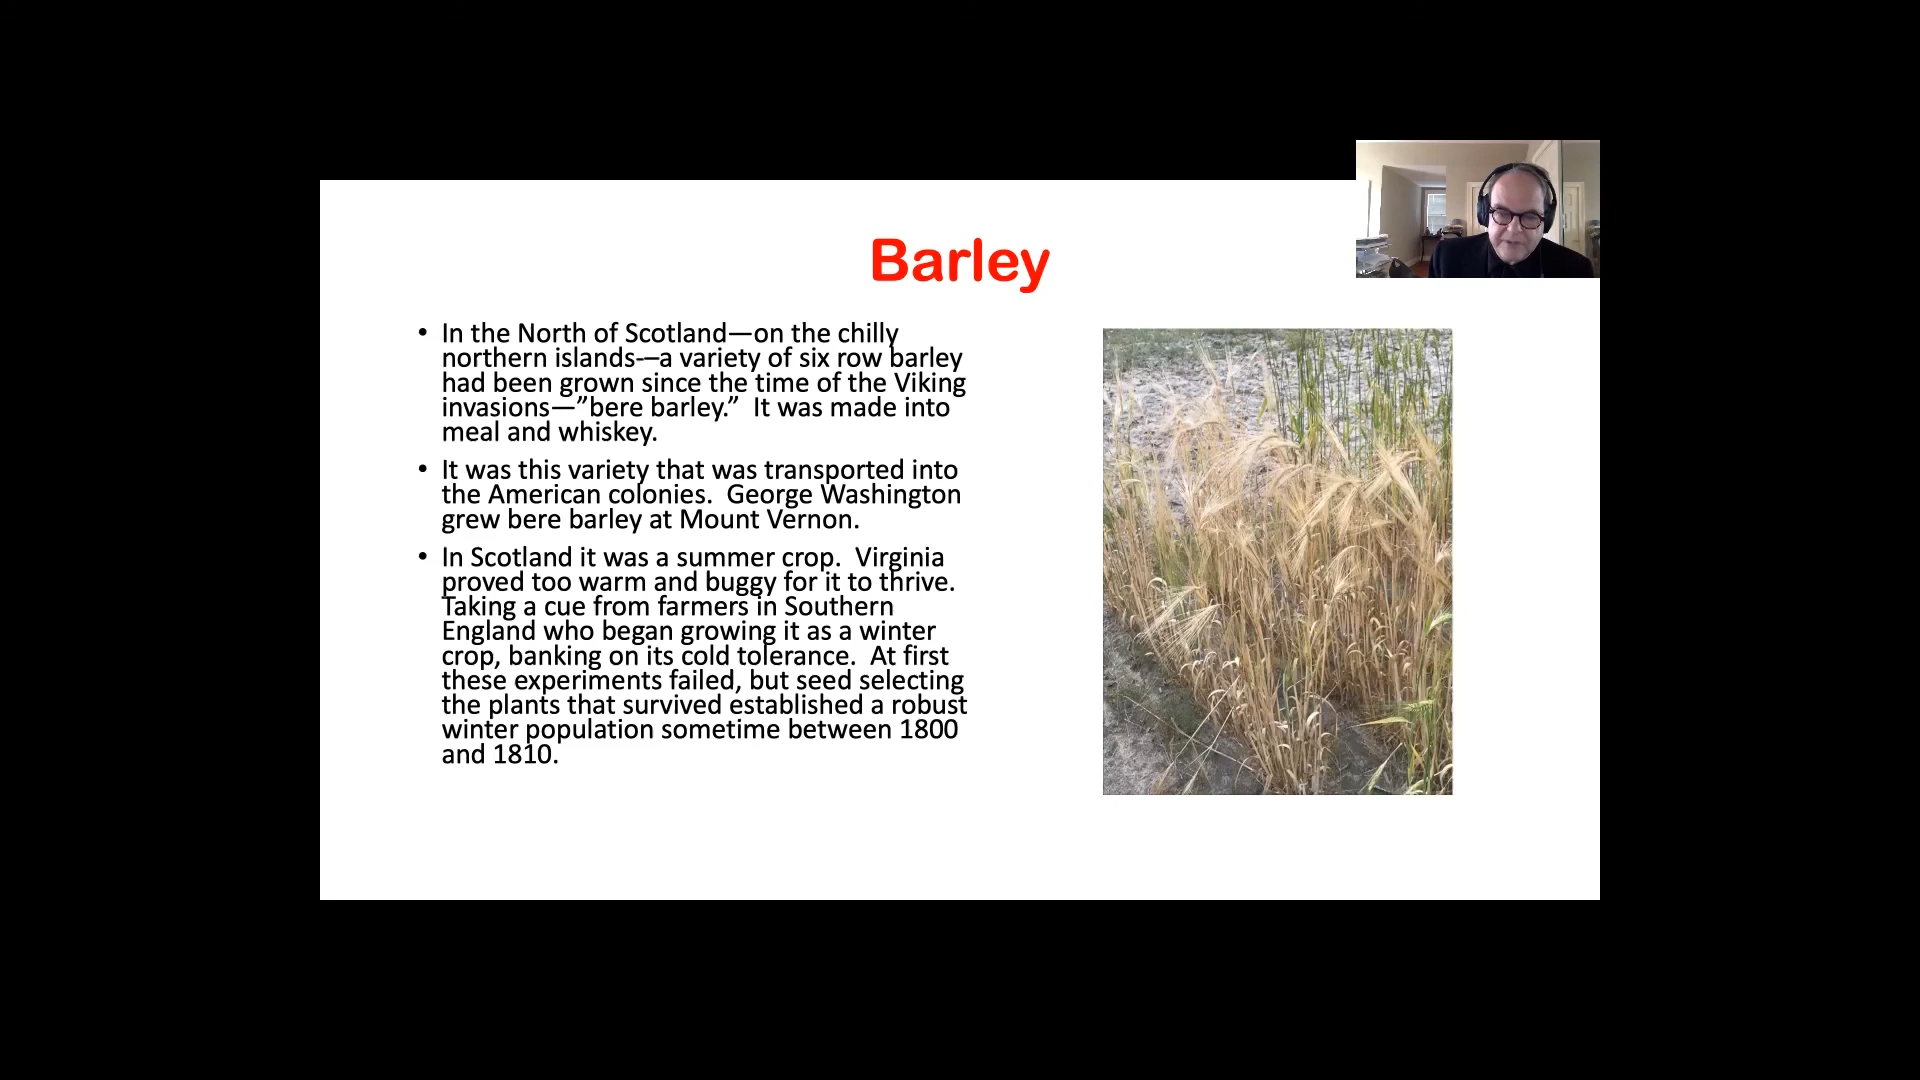 Barley
• In the North of Scotland—on the chilly
northern islands-–a variety of six row barley
had been grown since the time of the Viking
invasions—”bere barley.”  It was made into
meal and whiskey.
• It was this variety that was transported into
the American colonies.  George Washington
grew bere barley at Mount Vernon.
• In Scotland it was a summer crop.  Virginia
proved too warm and buggy for it to thrive.
Taking a cue from farmers in Southern
England who began growing it as a winter
crop, banking on its cold tolerance.  At first
these experiments failed, but seed selecting
the plants that survived established a robust
winter population sometime between 1800
and 1810.